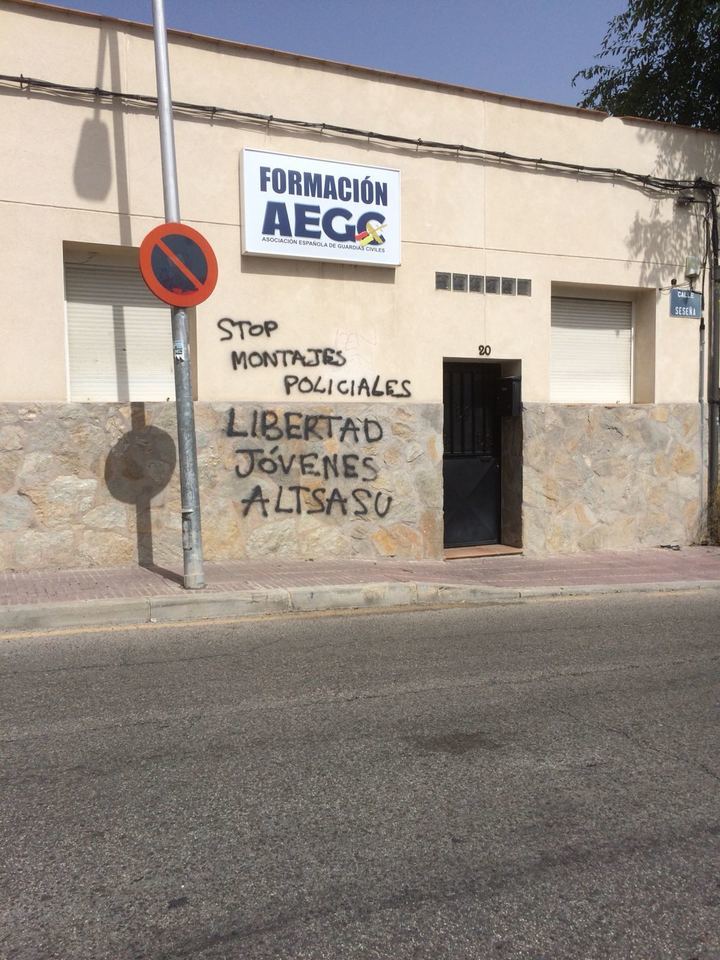 FORMACIÓN
AEGC
ASOCIACIÓN ESPAÑOLA DE GUARDIAS CIVILES
CALLE
SESEÑA
20
STOP
MONTAJES
POLICIALES
LIBERTAD
JÓVENES
ALTSASU